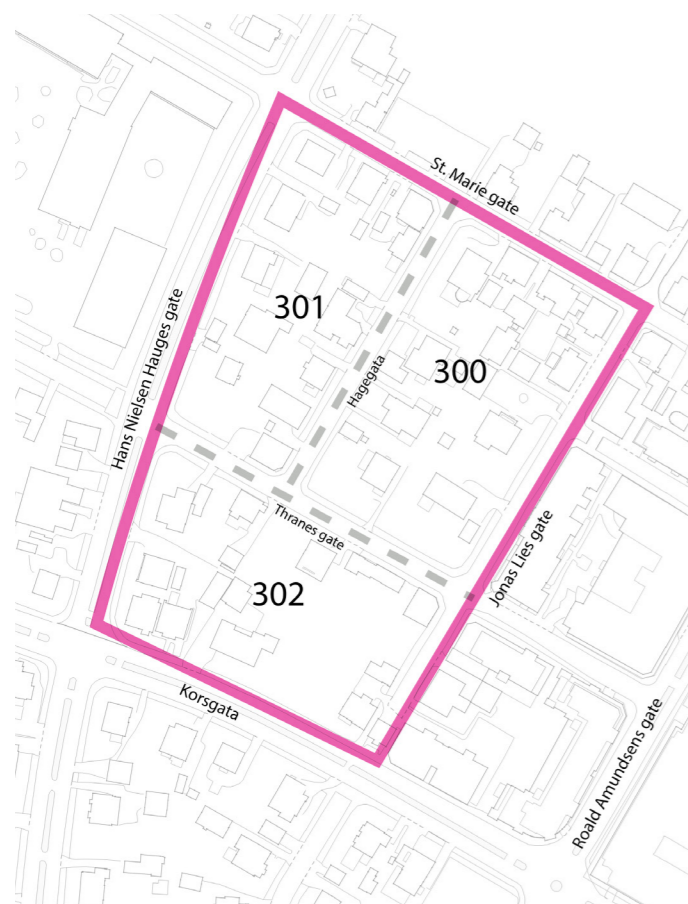 St. Marie gate
301
Hans Nielsen Hauges gate
Hagegata
300
Thranes gate
Jonas Lies gate
302
Korsgata
Roald Amundsens gate